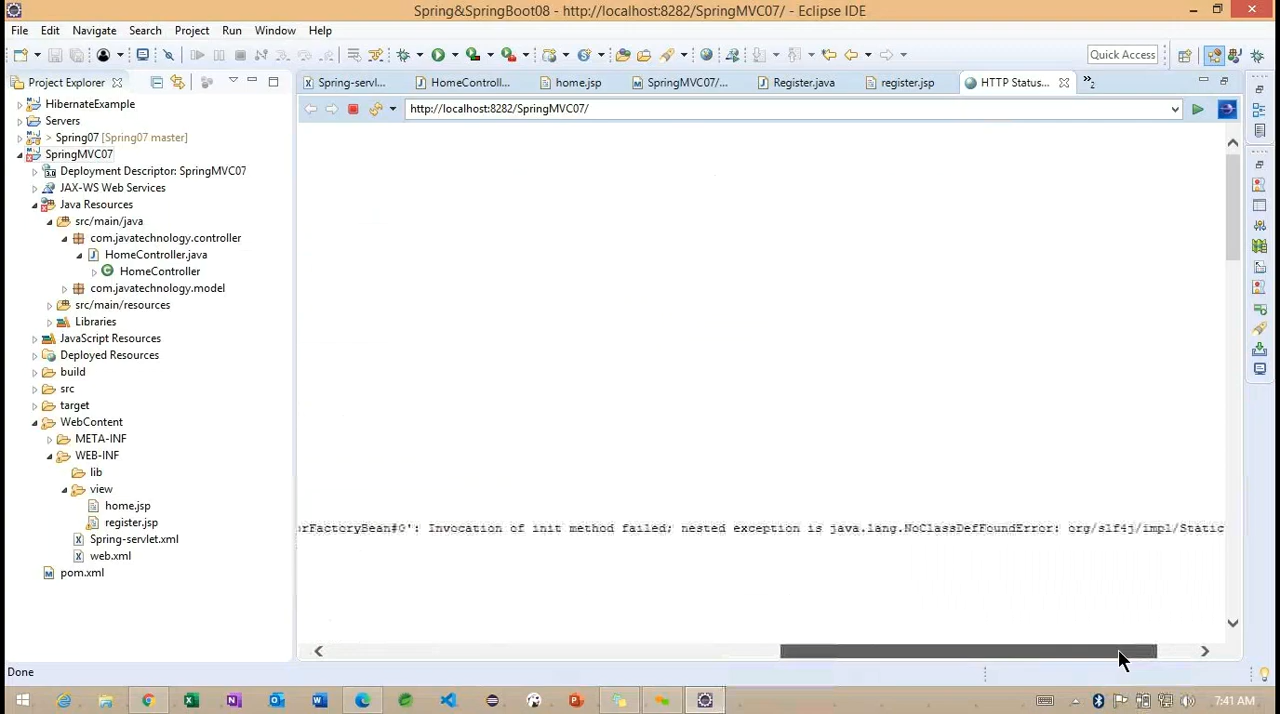 Spring&SpringBoot08 - http://localhost:8282/SpringMVC07/ - Eclipse IDE
File Edit Navigate Search Project Run Window Help
Quick Access
Project Explorer
Spring-servl...
HomeControll...
home.jsp
SpringMVC07/...
Register.java
register.jsp
HTTP Status...
»2
http://localhost:8282/SpringMVC07/
HibernateExample
Servers
> Spring07 [Spring07 master]
SpringMVC07
Deployment Descriptor: SpringMVC07
JAX-WS Web Services
Java Resources
src/main/java
com.javatechnology.controller
HomeController.java
HomeController
com.javatechnology.model
src/main/resources
Libraries
JavaScript Resources
Deployed Resources
build
src
target
WebContent
META-INF
WEB-INF
lib
view
home.jsp
register.jsp
Spring-servlet.xml
web.xml
pom.xml
orFactoryBean#0': Invocation of init method failed; nested exception is java.lang.NoClassDefFoundError: org/slf4j/impl/Static
Done
7:41 AM